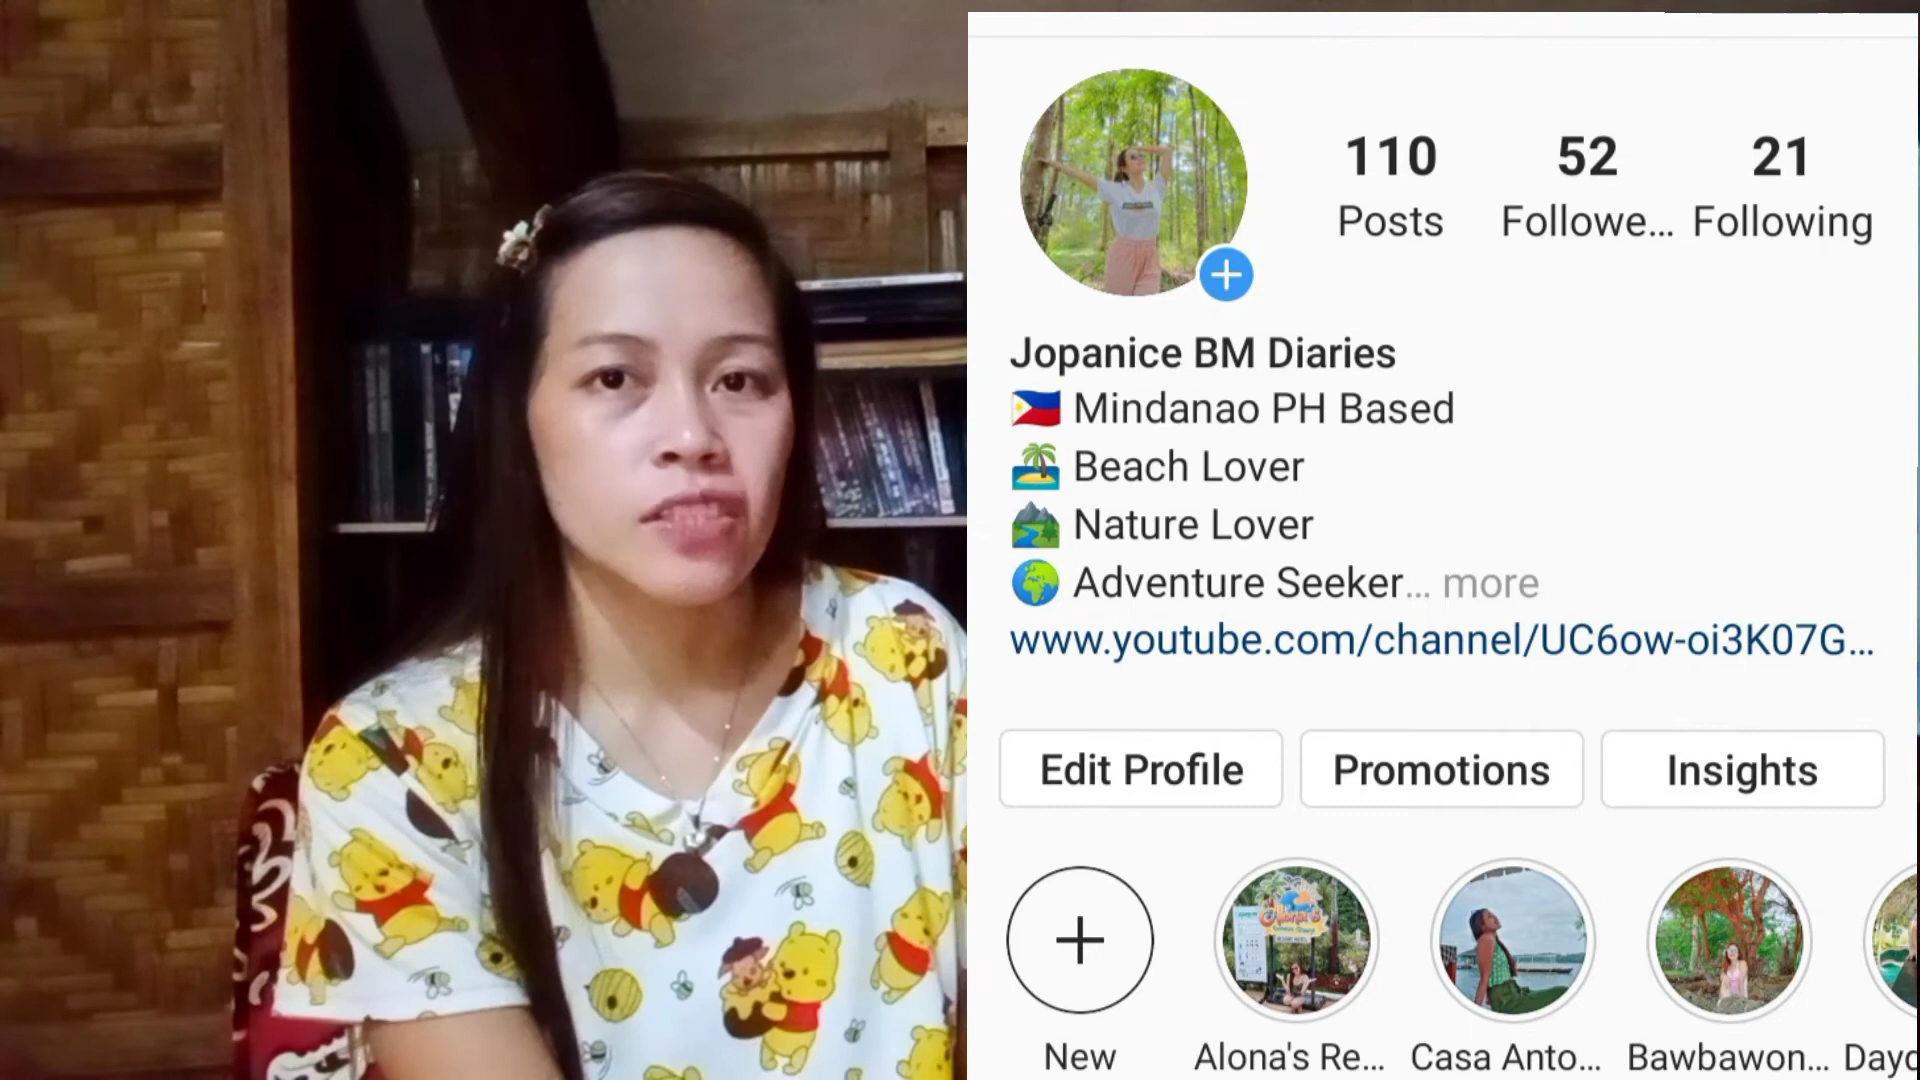 110 52 21
Posts Followe... Following
Jopanice BM Diaries
Mindanao PH Based
Beach Lover
Nature Lover
Adventure Seeker... more
www.youtube.com/channel/UC6ow-oi3K07G...
Edit Profile Promotions Insights
New Alona's Re... Casa Anto... Bawbawon...